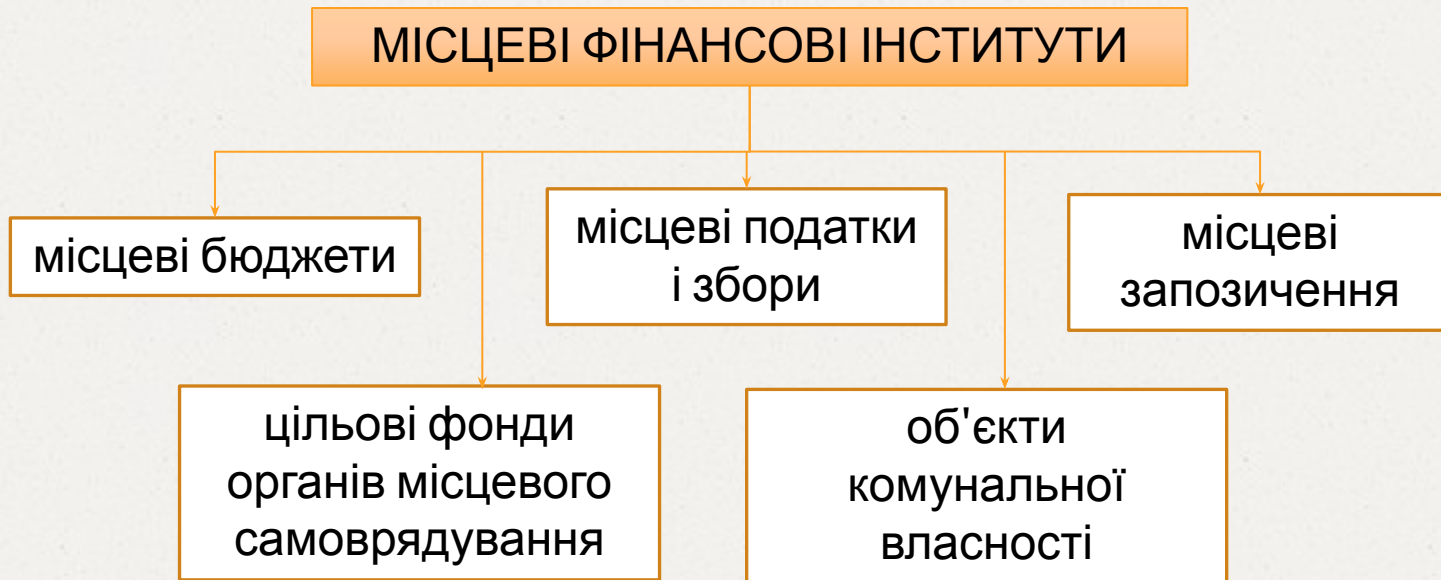 МІСЦЕВІ ФІНАНСОВІ ІНСТИТУТИ
місцеві бюджети
місцеві податки
і збори
місцеві
запозичення
цільові фонди
органів місцевого
самоврядування
об'єкти
комунальної
власності